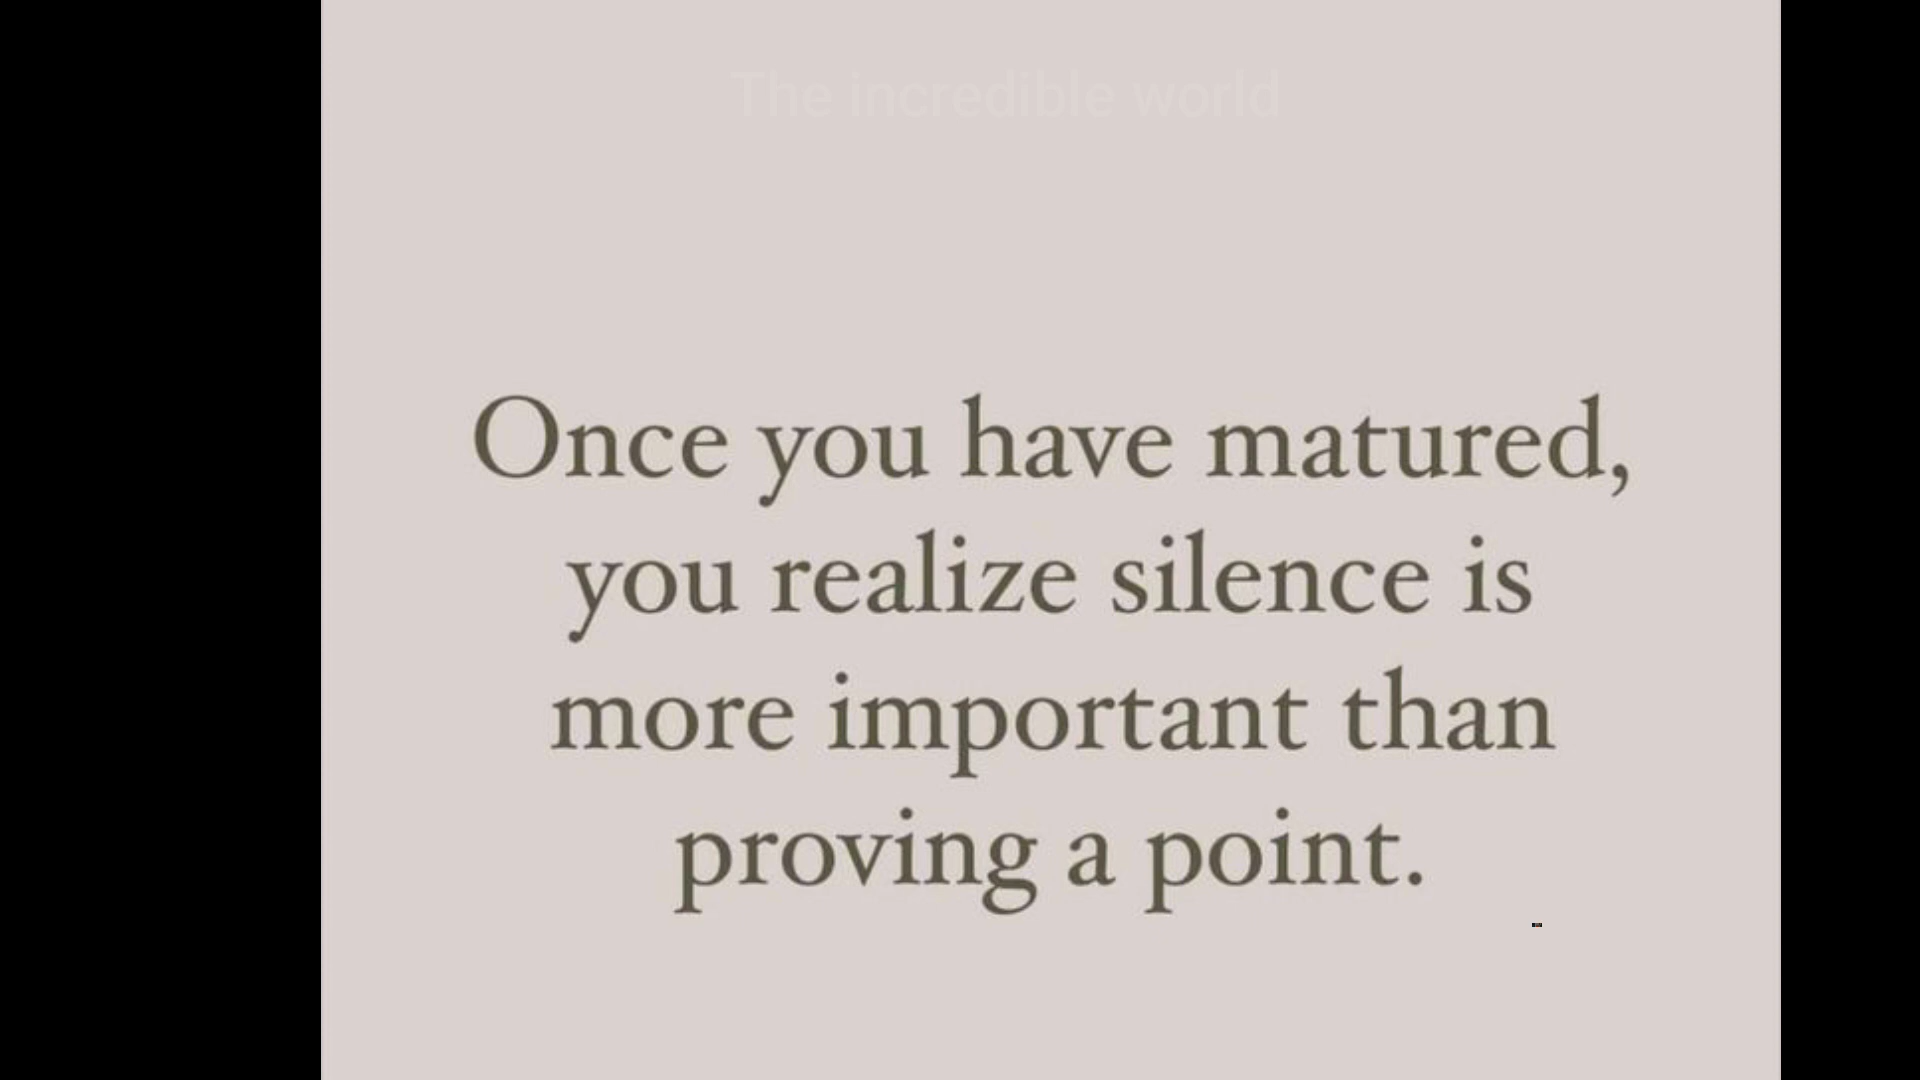 The incredible world
Once you have matured,
you realize silence is
more important than
proving a point.